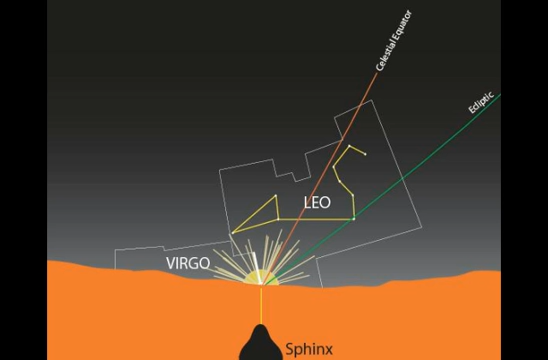 Celestial Equator
Ecliptic
LEO
VIRGO
Sphinx